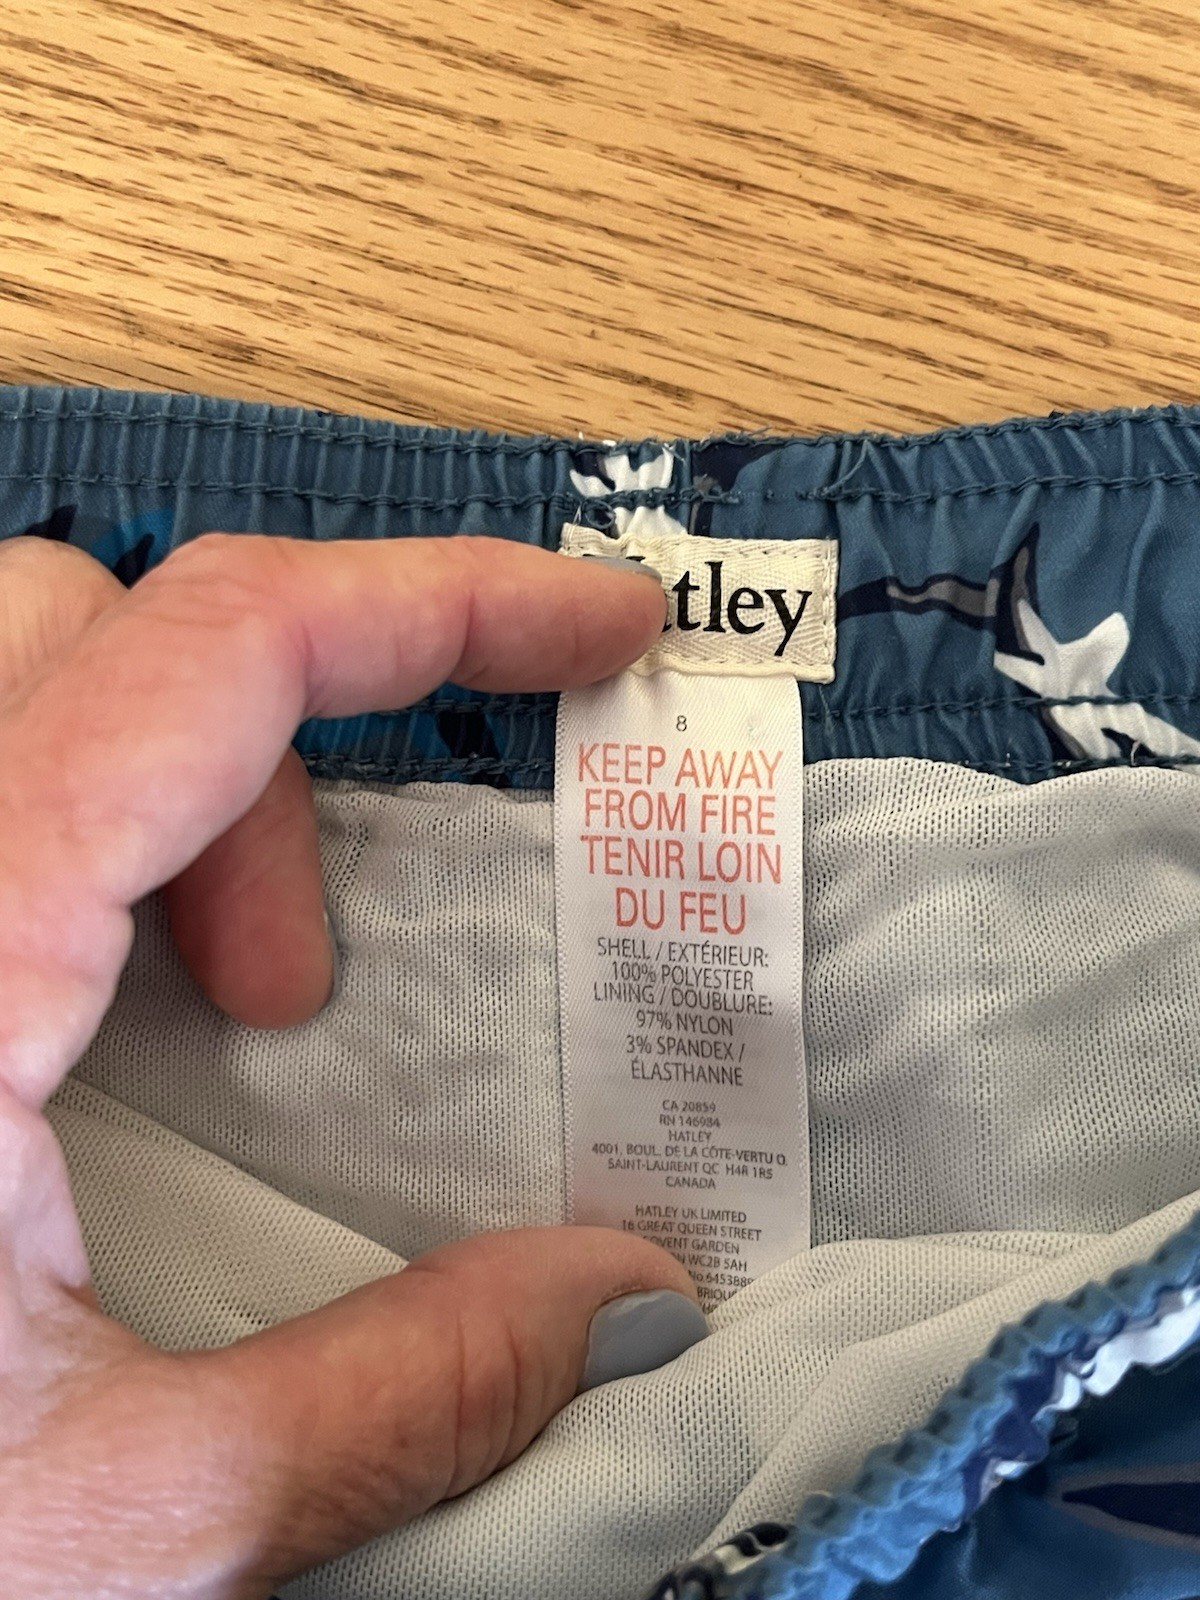 atley
8
KEEP AWAY
FROM FIRE
TENIR LOIN
DU FEU
SHELL / EXTÉRIEUR:
100% POLYESTER
LINING / DOUBLURE:
97% NYLON
3% SPANDEX /
ÉLASTHANNE
CA 20859
RN 146984
HATLEY
4001, BOUL. DE LA CÔTE-VERTU O.
SAINT-LAURENT QC H4R 1R5
CANADA
HATLEY UK LIMITED
16 GREAT QUEEN STREET
COVENT GARDEN
WC2B 5AH